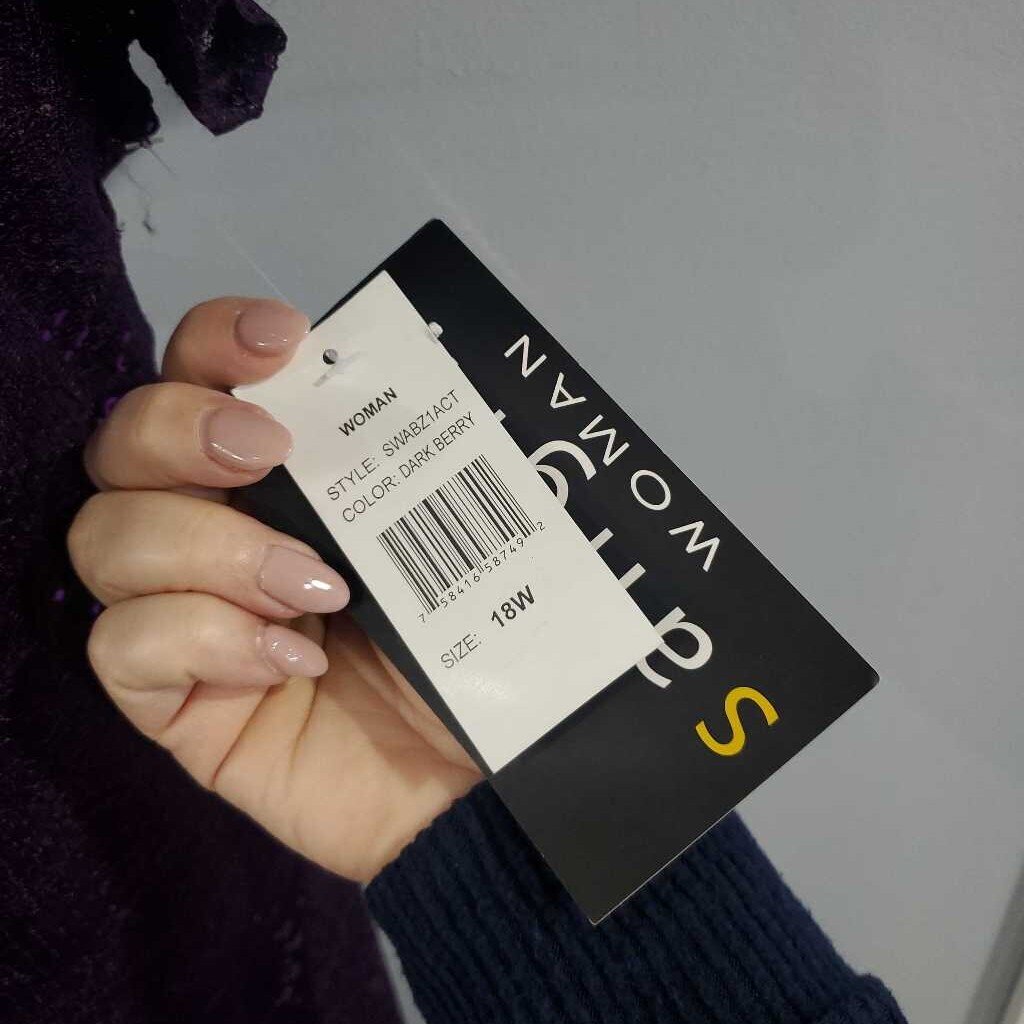 WOMAN
STYLE: SWABZ1ACT
COLOR: DARK BERRY
7 58416 58749 2
SIZE: 18W
WOMAN
S